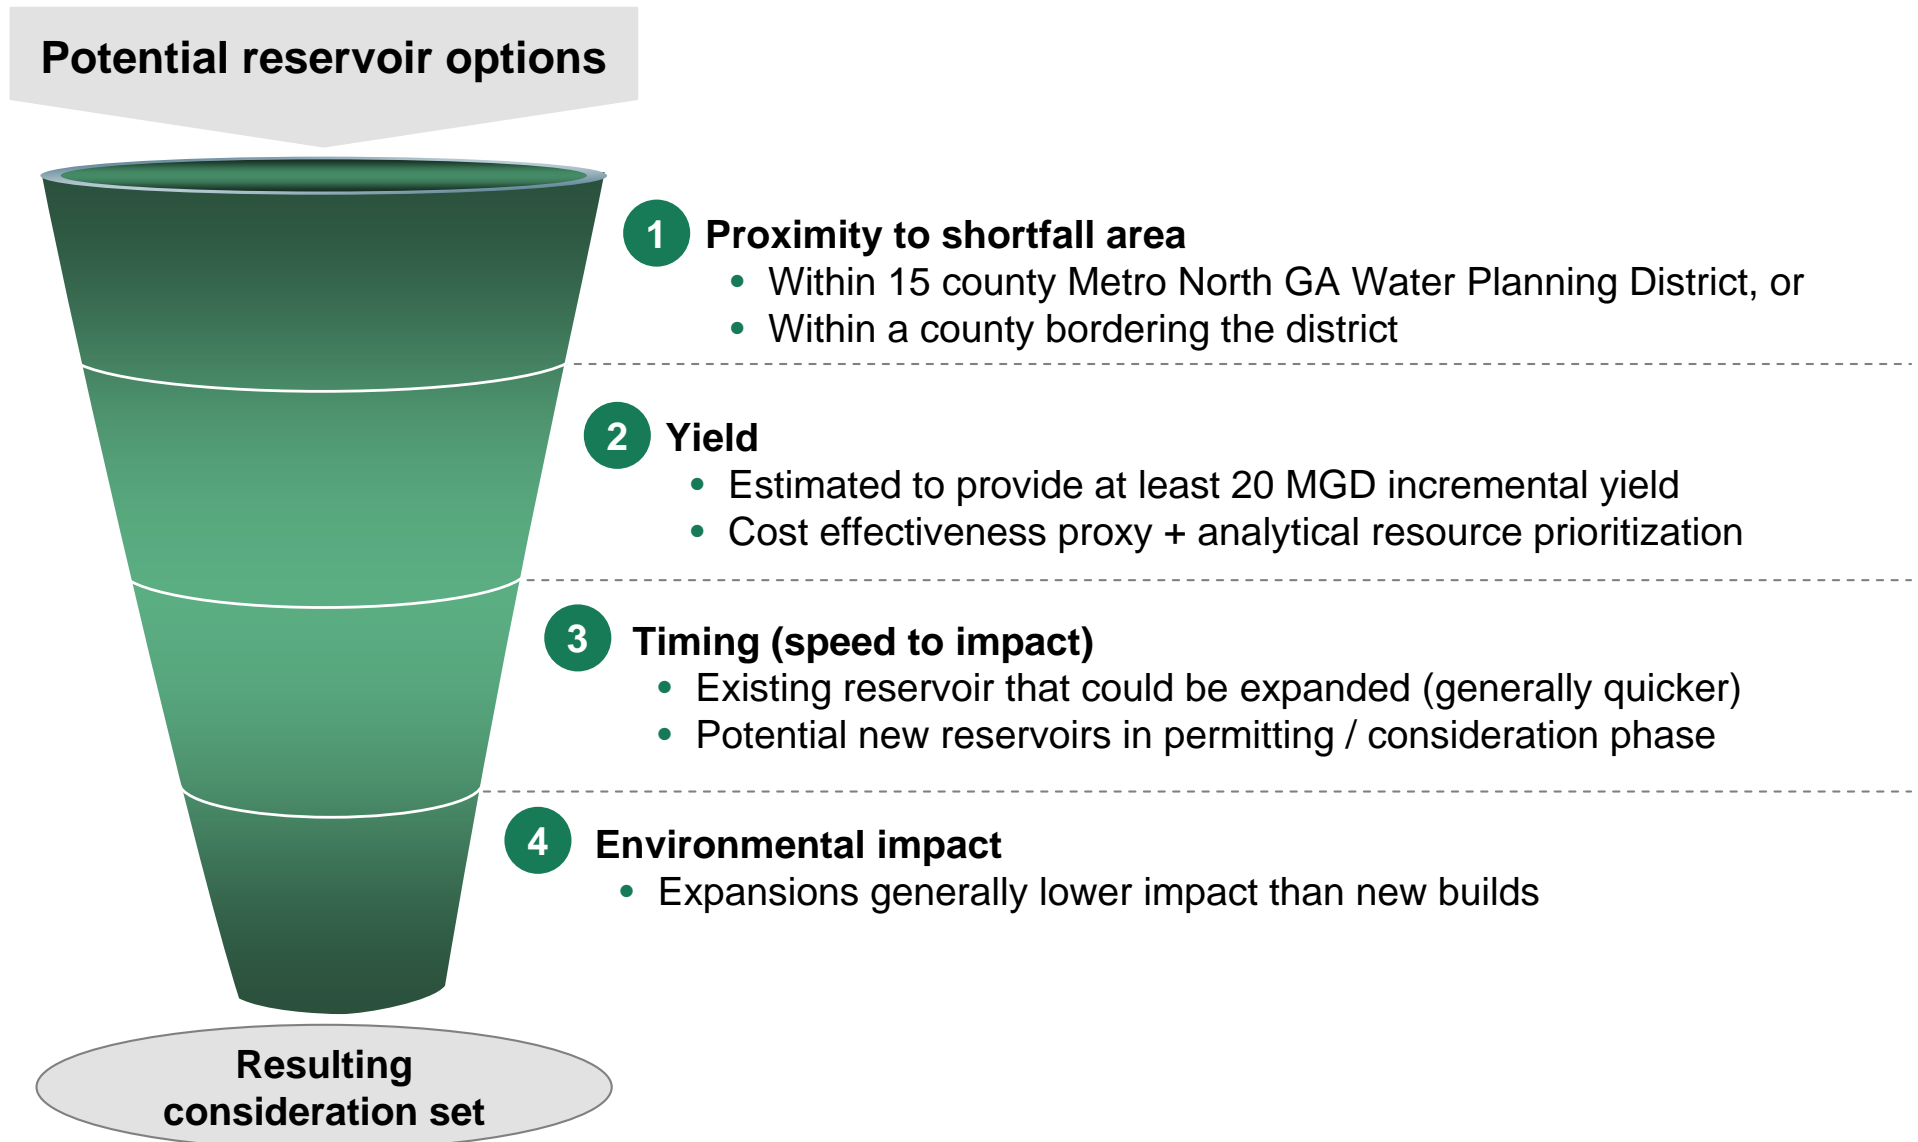 Potential reservoir options
1 Proximity to shortfall area
• Within 15 county Metro North GA Water Planning District, or
• Within a county bordering the district
2 Yield
• Estimated to provide at least 20 MGD incremental yield
• Cost effectiveness proxy + analytical resource prioritization
3 Timing (speed to impact)
• Existing reservoir that could be expanded (generally quicker)
• Potential new reservoirs in permitting / consideration phase
4 Environmental impact
• Expansions generally lower impact than new builds
Resulting
consideration set